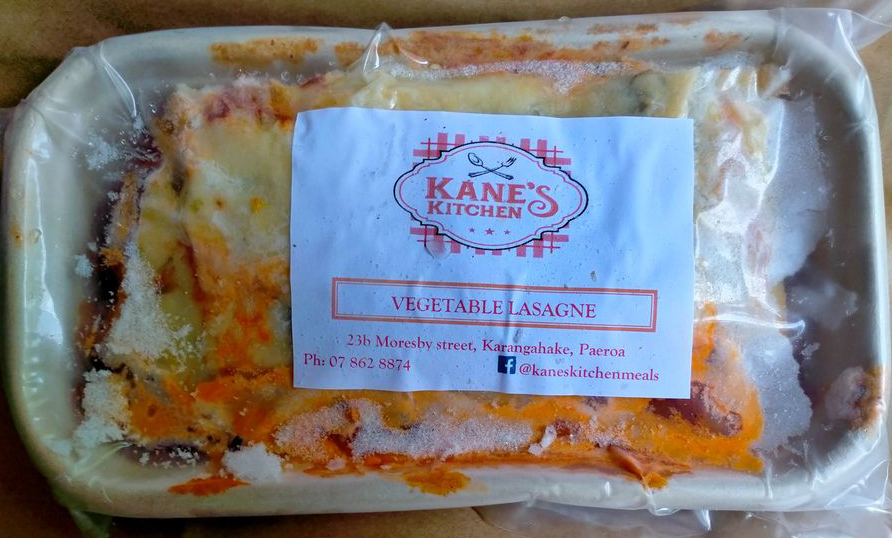 KANE'S
KITCHEN
VEGETABLE LASAGNE
23b Moresby street, Karangahake, Paeroa
Ph: 07 862 8874
f @kaneskitchenmeals